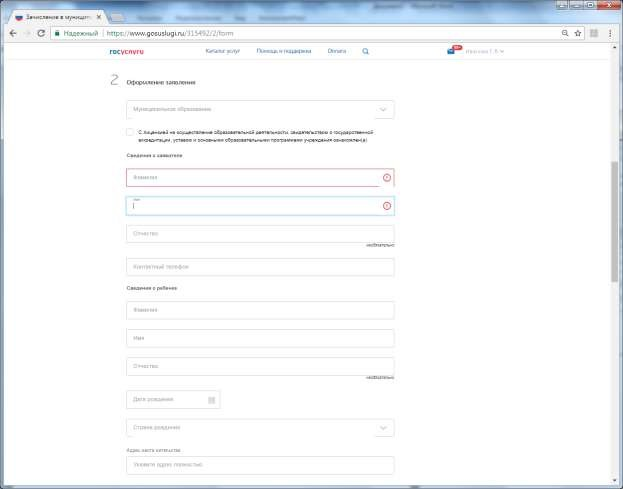 Зачисление в муницип
Надежный
https://www.gosuslugi.ru/315492/2/form
госуслуги
Каталог услуг
Помощь и поддержка
Оплата
2
Оформление заявления
Муниципальное образование
С Лицензией не осуществление образовательной деятельности, свидетельством о государственной
аккредитации, уставом и основными образовательными программами учреждения ознакомлен(а)
Сведения о заявителе
Фамилия
Имя
Отчество
необязательно
Контактный телефон
Сведения о ребенке
Фамилия
Имя
Отчество
необязательно
Дата рождения
Страна рождения
Адрес места жительства
Укажите адрес полностью